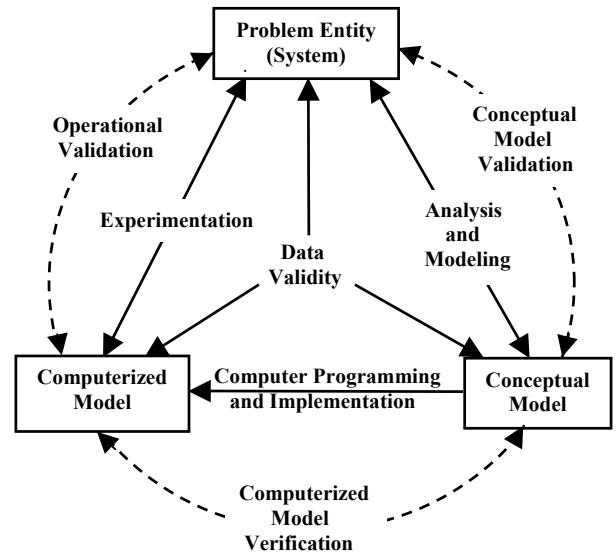 Problem Entity
(System)
Operational
Validation
Conceptual
Model
Validation
Experimentation
Analysis
and
Modeling
Data
Validity
Computerized
Model
Computer Programming
and Implementation
Conceptual
Model
Computerized
Model
Verification